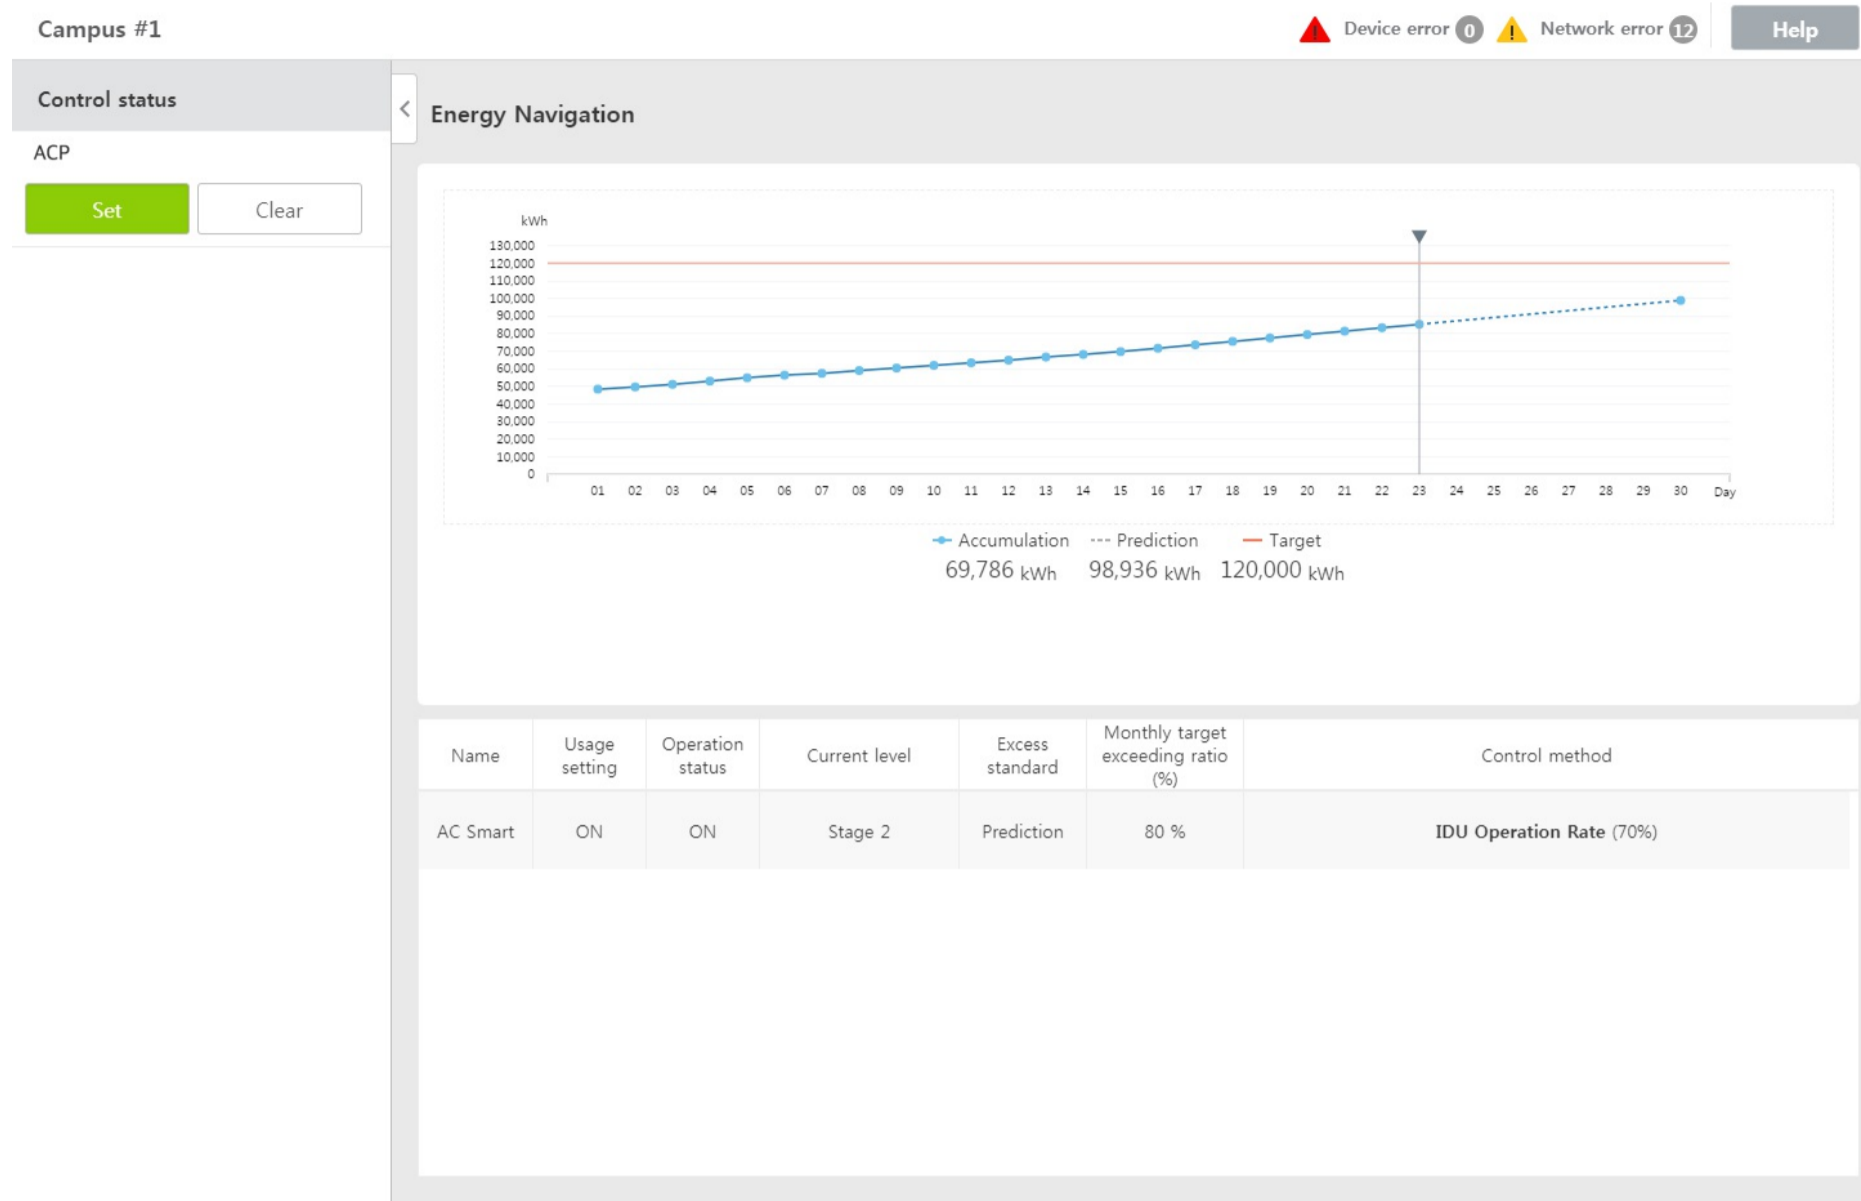 Campus #1
Device error 0
Network error 12
Help
Control status
ACP
Set Clear
<
Energy Navigation
kWh
130,000
120,000
110,000
100,000
90,000
80,000
70,000
60,000
50,000
40,000
30,000
20,000
10,000
0
01 02 03 04 05 06 07 08 09 10 11 12 13 14 15 16 17 18 19 20 21 22 23 24 25 26 27 28 29 30 Day
Accumulation Prediction Target
69,786 kWh 98,936 kWh 120,000 kWh
Name
Usage
setting
Operation
status
Current level
Excess
standard
Monthly target
exceeding ratio
(%)
Control method
AC Smart ON ON Stage 2 Prediction 80 % IDU Operation Rate (70%)